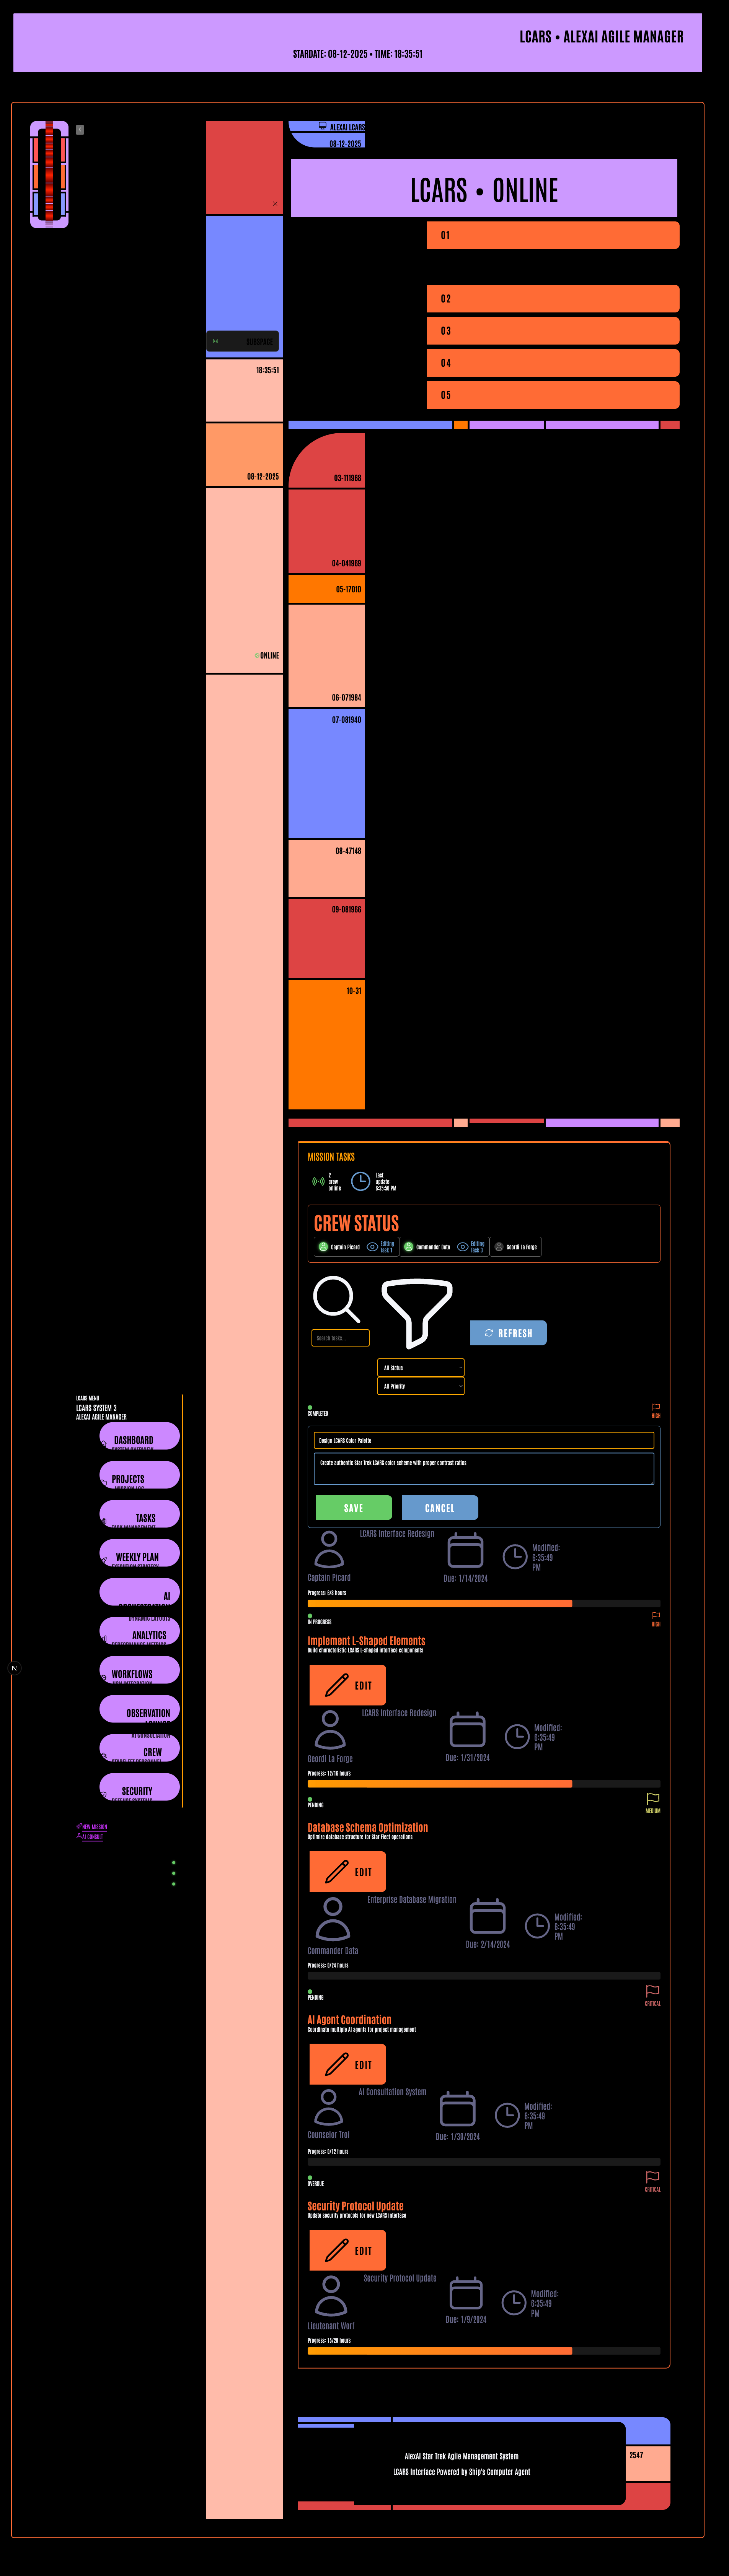 LCARS • ALEXAI AGILE MANAGER
STARDATE: 08-12-2025 • TIME: 18:35:51
ALEXAI LCARS
08-12-2025
LCARS • ONLINE
01
02
03
04
05
SUBSPACE
18:35:51
08-12-2025
ONLINE
03-111968
04-041969
05-1701D
06-071984
07-081940
08-47148
09-081966
10-31
MISSION TASKS
crew
online
Last
update:
6:35:50 PM
CREW STATUS
Captain Picard
Editing
Task 1
Commander Data
Editing
Task 3
Geordi La Forge
Search tasks...
REFRESH
All Status
All Priority
COMPLETED
HIGH
Design LCARS Color Palette
Create authentic Star Trek LCARS color scheme with proper contrast ratios
SAVE
CANCEL
Captain Picard
LCARS Interface Redesign
Due: 1/14/2024
Modified:
6:35:49
PM
Progress: 6/8 hours
IN PROGRESS
HIGH
Implement L-Shaped Elements
Build characteristic LCARS L-shaped interface components
EDIT
Geordi La Forge
LCARS Interface Redesign
Due: 1/31/2024
Modified:
6:35:49
PM
Progress: 12/16 hours
PENDING
MEDIUM
Database Schema Optimization
Optimize database structure for Star Fleet operations
EDIT
Commander Data
Enterprise Database Migration
Due: 2/14/2024
Modified:
6:35:49
PM
Progress: 0/24 hours
PENDING
CRITICAL
AI Agent Coordination
Coordinate multiple AI agents for project management
EDIT
Counselor Troi
AI Consultation System
Due: 1/30/2024
Modified:
6:35:49
PM
Progress: 0/12 hours
OVERDUE
CRITICAL
Security Protocol Update
Update security protocols for new LCARS interface
EDIT
Lieutenant Worf
Security Protocol Update
Due: 1/9/2024
Modified:
6:35:49
PM
Progress: 15/20 hours
LCARS MENU
LCARS SYSTEM 3
ALEXAI AGILE MANAGER
DASHBOARD
PROJECTS
TASKS
WEEKLY PLAN
AI
ANALYTICS
WORKFLOWS
OBSERVATION
CREW
SECURITY
NEW MISSION
AI CONSULT
N
AlexAI Star Trek Agile Management System
LCARS Interface Powered by Ship's Computer Agent
2547